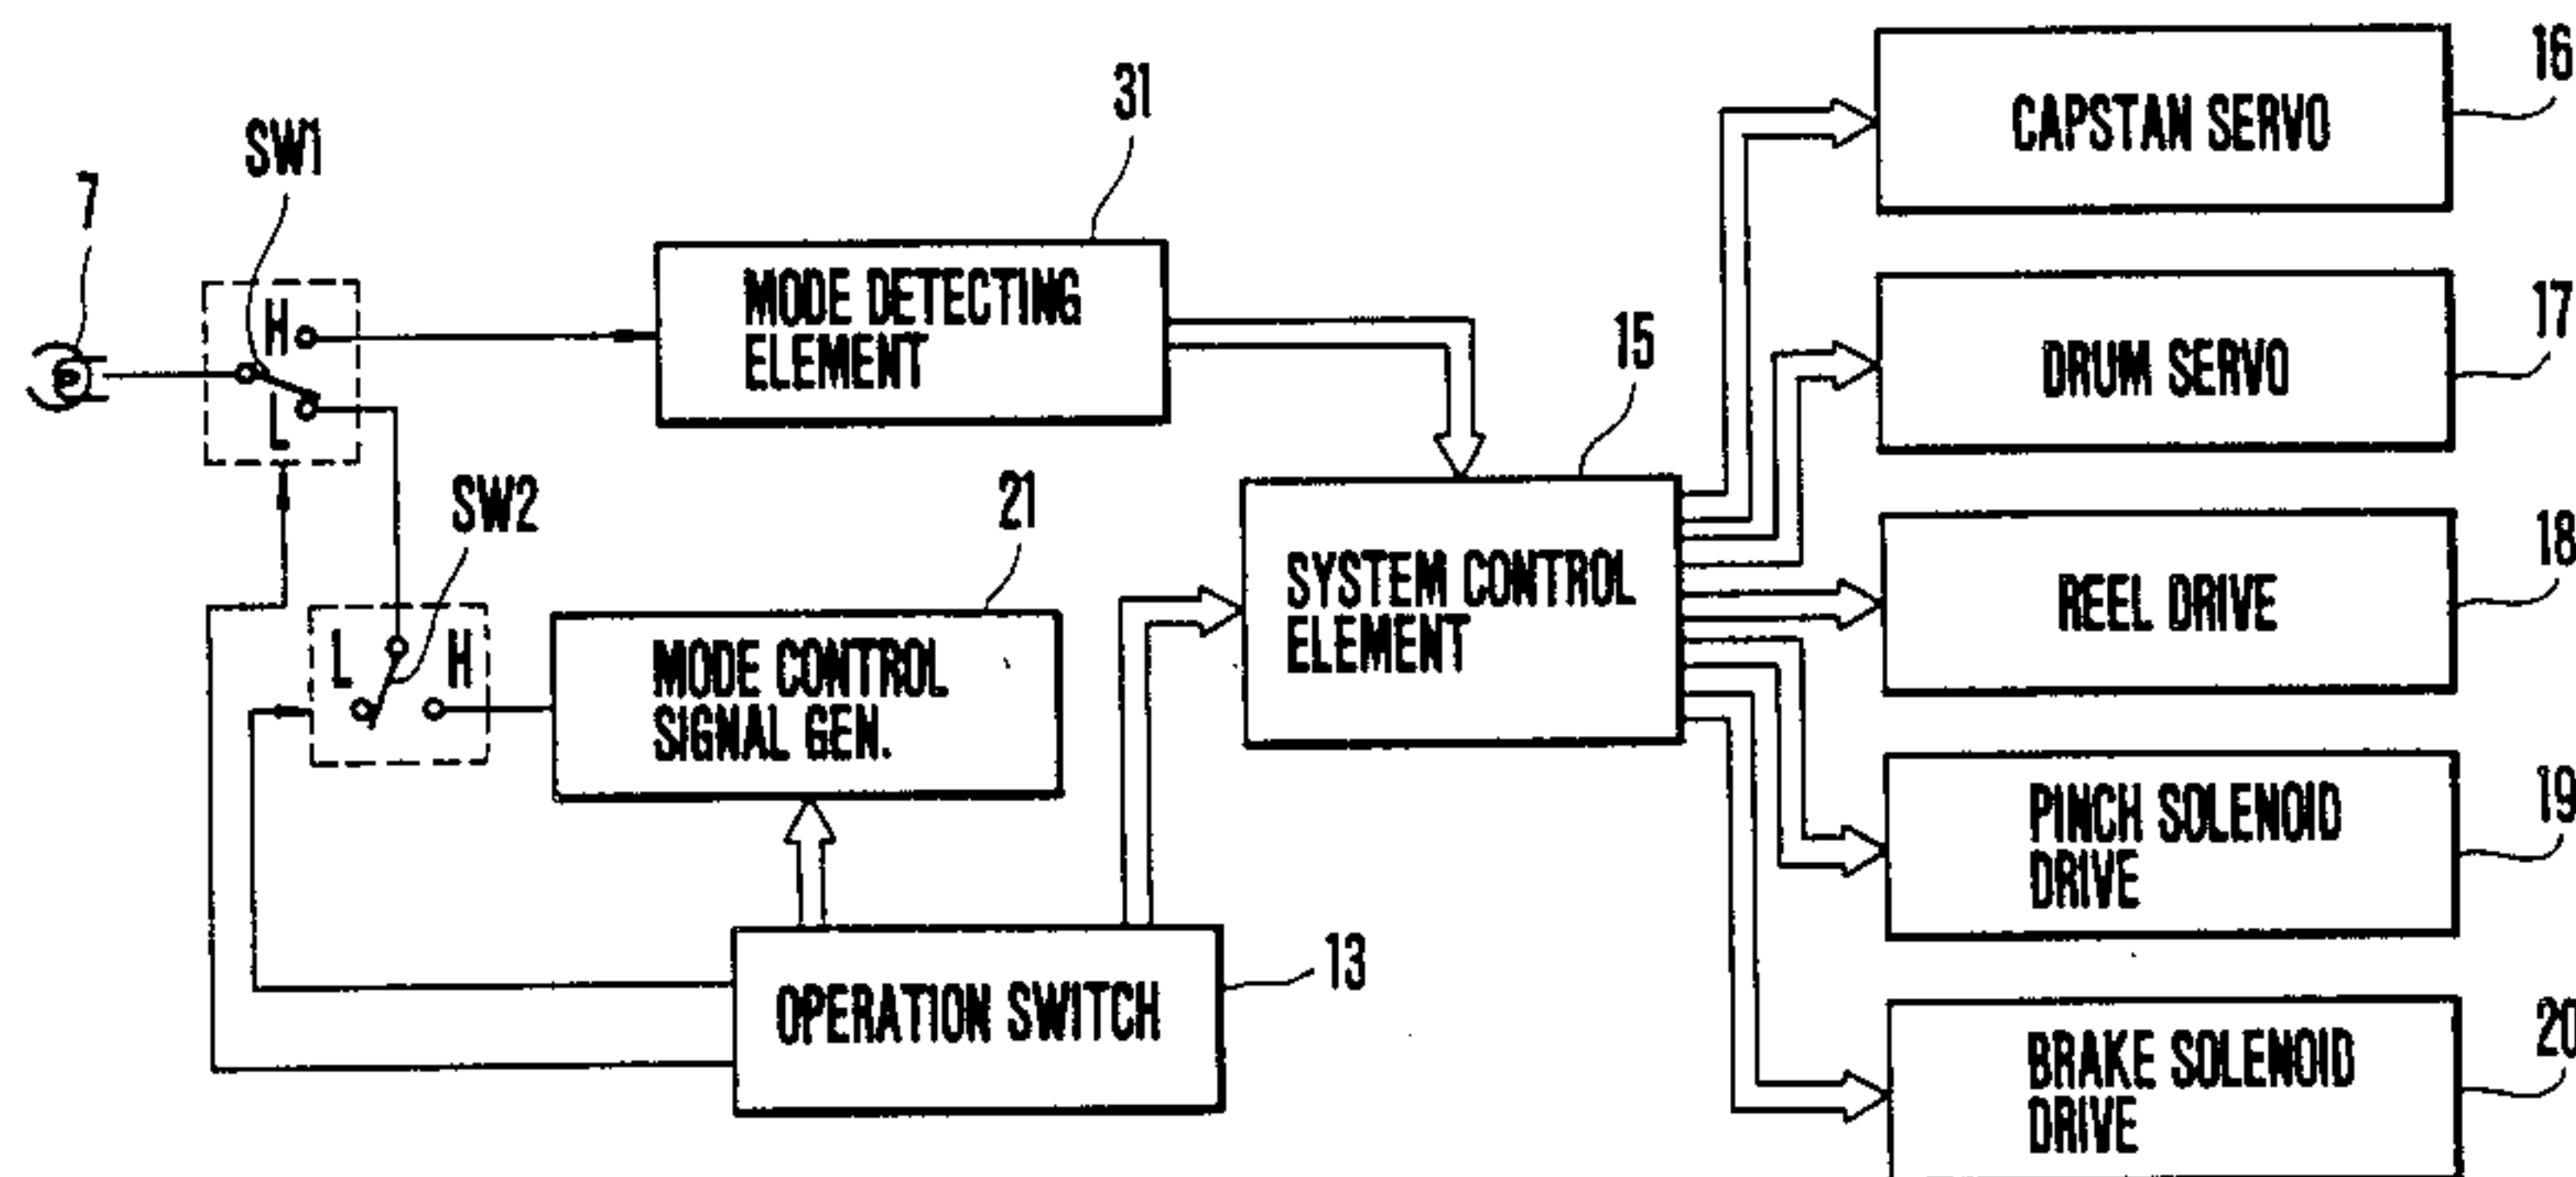 7
SW1
H
L
31
MODE DETECTING
ELEMENT
SW2
L
H
21
MODE CONTROL
SIGNAL GEN.
15
SYSTEM CONTROL
ELEMENT
13
OPERATION SWITCH
16
CAPSTAN SERVO
17
DRUM SERVO
18
REEL DRIVE
19
PINCH SOLENOID
DRIVE
20
BRAKE SOLENOID
DRIVE